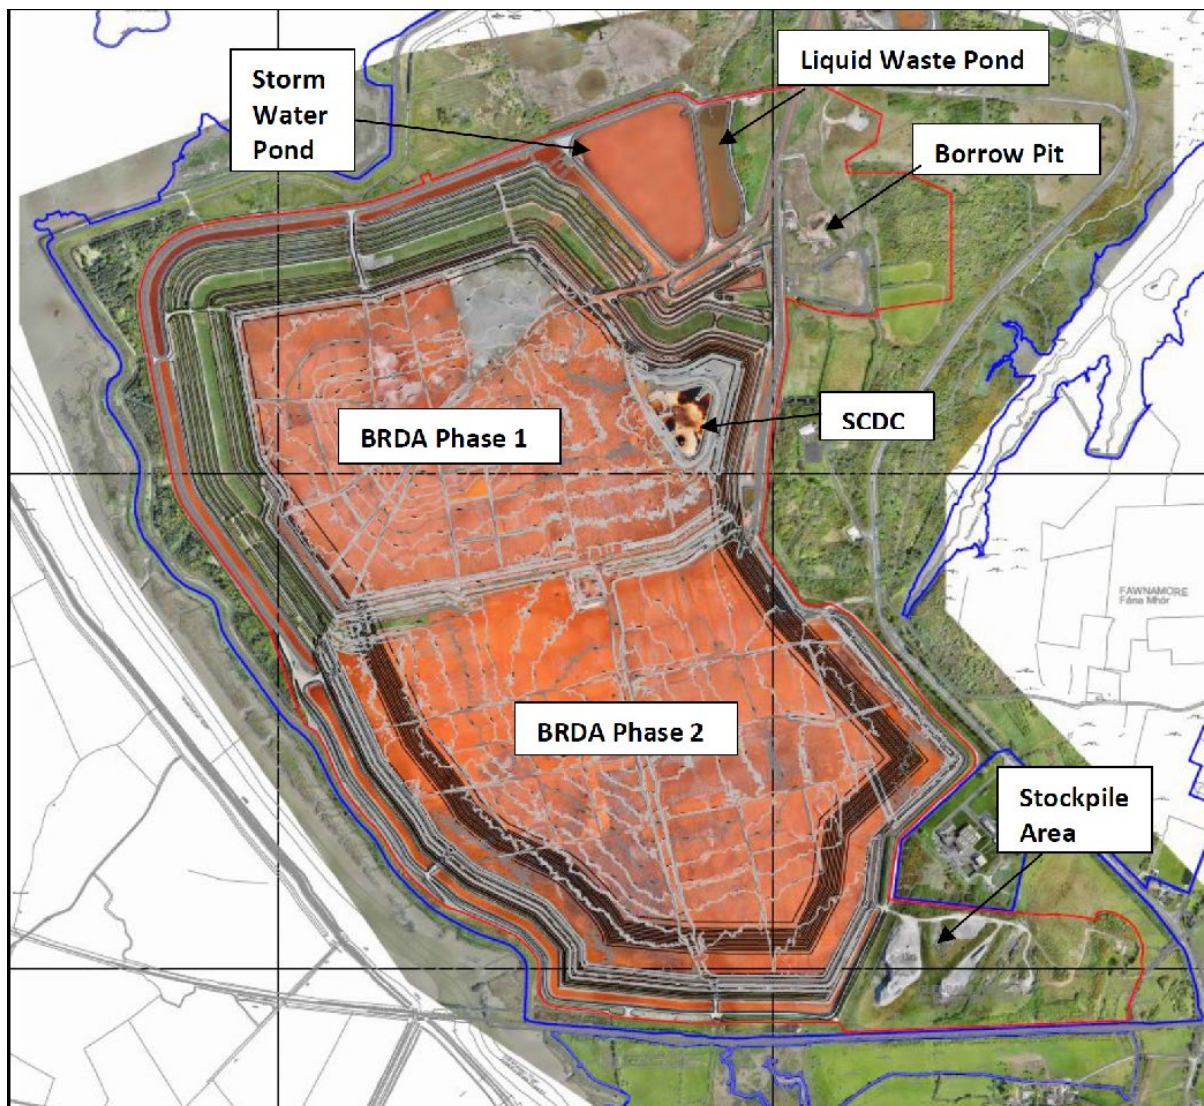 Storm
Water
Pond
Liquid Waste Pond
Borrow Pit
BRDA Phase 1
SCDC
FAWNAMORE
Fána Mhór
BRDA Phase 2
Stockpile
Area